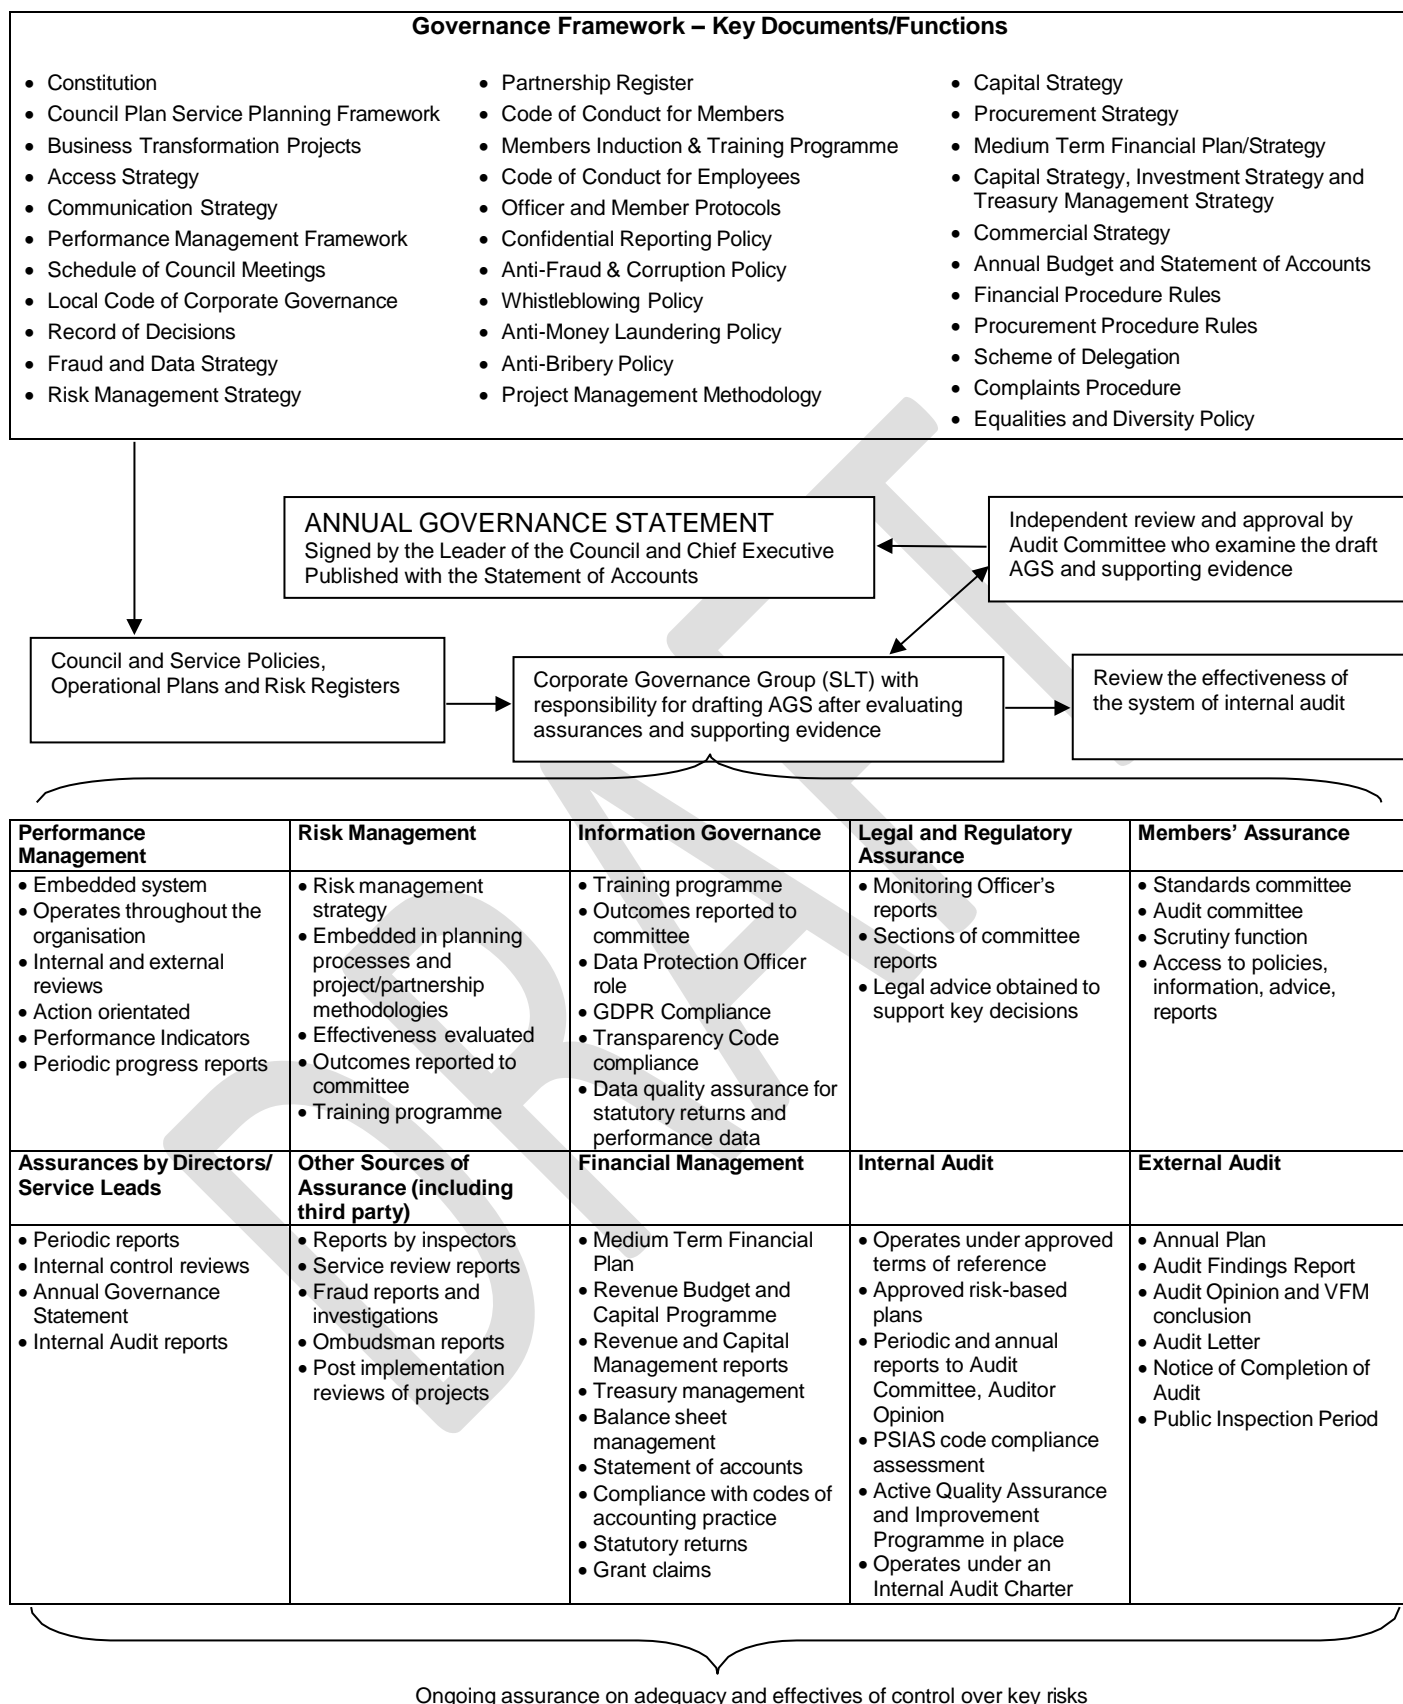 Governance Framework – Key Documents/Functions
• Constitution
• Council Plan Service Planning Framework
• Business Transformation Projects
• Access Strategy
• Communication Strategy
• Performance Management Framework
• Schedule of Council Meetings
• Local Code of Corporate Governance
• Record of Decisions
• Fraud and Data Strategy
• Risk Management Strategy
• Partnership Register
• Code of Conduct for Members
• Members Induction & Training Programme
• Code of Conduct for Employees
• Officer and Member Protocols
• Confidential Reporting Policy
• Anti-Fraud & Corruption Policy
• Whistleblowing Policy
• Anti-Money Laundering Policy
• Anti-Bribery Policy
• Project Management Methodology
• Capital Strategy
• Procurement Strategy
• Medium Term Financial Plan/Strategy
• Capital Strategy, Investment Strategy and
Treasury Management Strategy
• Commercial Strategy
• Annual Budget and Statement of Accounts
• Financial Procedure Rules
• Procurement Procedure Rules
• Scheme of Delegation
• Complaints Procedure
• Equalities and Diversity Policy
ANNUAL GOVERNANCE STATEMENT
Signed by the Leader of the Council and Chief Executive
Published with the Statement of Accounts
Independent review and approval by
Audit Committee who examine the draft
AGS and supporting evidence
Council and Service Policies,
Operational Plans and Risk Registers
Corporate Governance Group (SLT) with
responsibility for drafting AGS after evaluating
assurances and supporting evidence
Review the effectiveness of
the system of internal audit
Performance
Management
• Embedded system
• Operates throughout the
organisation
• Internal and external
reviews
• Action orientated
• Performance Indicators
• Periodic progress reports
Risk Management
• Risk management
strategy
• Embedded in planning
processes and
project/partnership
methodologies
• Effectiveness evaluated
• Outcomes reported to
committee
• Training programme
Information Governance
• Training programme
• Outcomes reported to
committee
• Data Protection Officer
role
• GDPR Compliance
• Transparency Code
compliance
• Data quality assurance for
statutory returns and
performance data
Legal and Regulatory
Assurance
• Monitoring Officer's
reports
• Sections of committee
reports
• Legal advice obtained to
support key decisions
Members' Assurance
• Standards committee
• Audit committee
• Scrutiny function
• Access to policies,
information, advice,
reports
Assurances by Directors/
Service Leads
• Periodic reports
• Internal control reviews
• Annual Governance
Statement
• Internal Audit reports
Other Sources of
Assurance (including
third party)
• Reports by inspectors
• Service review reports
• Fraud reports and
investigations
• Ombudsman reports
• Post implementation
reviews of projects
Financial Management
• Medium Term Financial
Plan
• Revenue Budget and
Capital Programme
• Revenue and Capital
Management reports
• Treasury management
• Balance sheet
management
• Statement of accounts
• Compliance with codes of
accounting practice
• Statutory returns
• Grant claims
Internal Audit
• Operates under approved
terms of reference
• Approved risk-based
plans
• Periodic and annual
reports to Audit
Committee, Auditor
Opinion
• PSIAS code compliance
assessment
• Active Quality Assurance
and Improvement
Programme in place
• Operates under an
Internal Audit Charter
External Audit
• Annual Plan
• Audit Findings Report
• Audit Opinion and VFM
conclusion
• Audit Letter
• Notice of Completion of
Audit
• Public Inspection Period
Ongoing assurance on adequacy and effectives of control over key risks
DRAFT